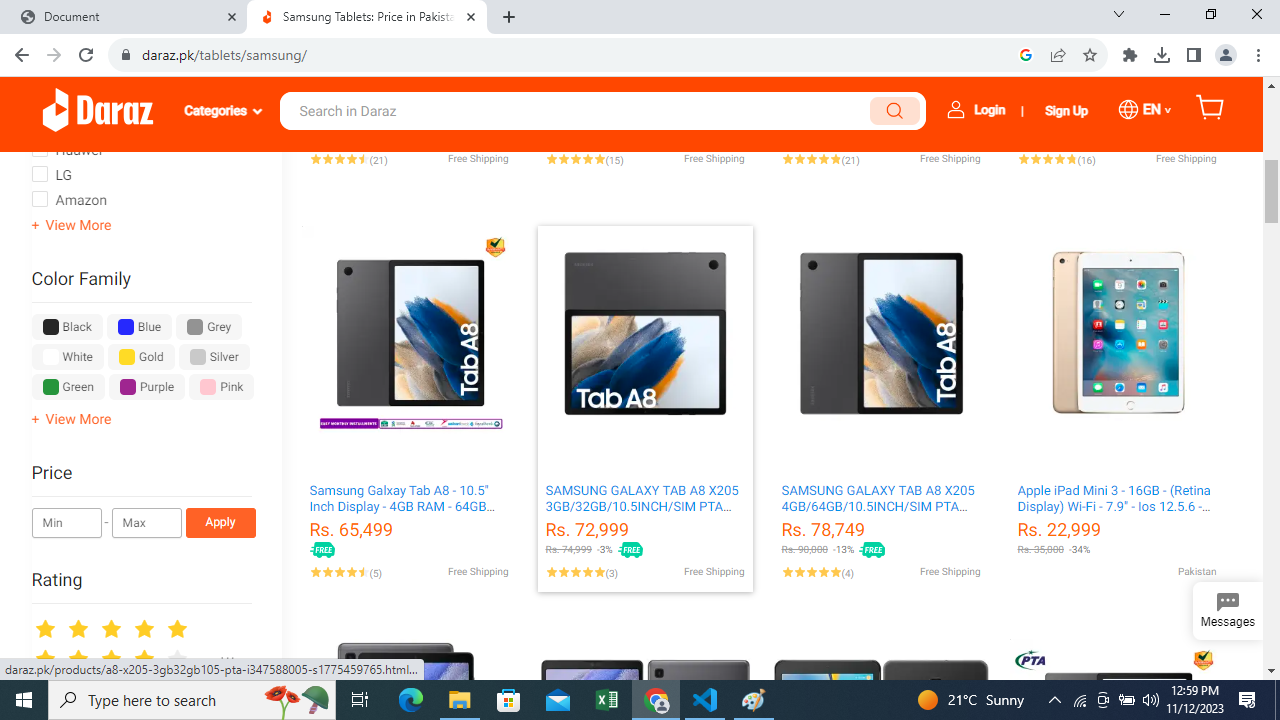 Document
Samsung Tablets: Price in Pakista
daraz.pk/tablets/samsung/
Daraz
Categories
Search in Daraz
Login | Sign Up
EN
LG
Amazon
+ View More
Color Family
Black Blue Grey
White Gold Silver
Green Purple Pink
+ View More
Price
Min - Max Apply
Rating
(21) Free Shipping
(15) Free Shipping
(21) Free Shipping
(16) Free Shipping
Tab A8
EASY MONTHLY INSTALLMENTS
Samsung Galxay Tab A8 - 10.5"
Inch Display - 4GB RAM - 64GB...
Rs. 65,499
FREE
(5) Free Shipping
Tab A8
SAMSUNG GALAXY TAB A8 X205
3GB/32GB/10.5INCH/SIM PTA...
Rs. 72,999
Rs. 74,999 -3% FREE
(3) Free Shipping
Tab A8
SAMSUNG GALAXY TAB A8 X205
4GB/64GB/10.5INCH/SIM PTA...
Rs. 78,749
Rs. 90,000 -13% FREE
(4) Free Shipping
Apple iPad Mini 3 - 16GB - (Retina
Display) Wi-Fi - 7.9" - Ios 12.5.6 -...
Rs. 22,999
Rs. 35,000 -34%
Pakistan
Messages
PTA
daraz.pk/products/a8-x205-3gb32gb105-pta-i347588005-s1775459765.html...
Type here to search
21°C Sunny
12:59 PM
11/12/2023